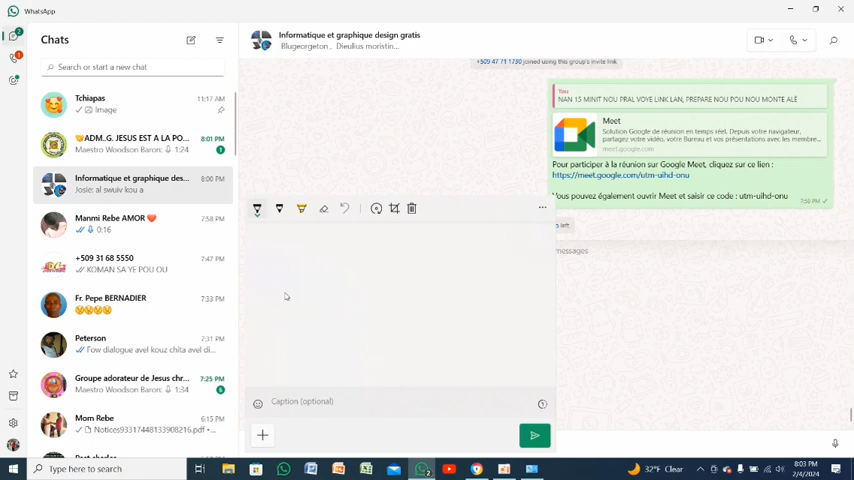 WhatsApp
2
1
Chats
Search or start a new chat
Tchiapas
11:17 AM
Image
ADM..G. JESUS EST A LA PO...
8:01 PM
Maestro Woodson Baron: 1:24
1
Informatique et graphique des...
8:00 PM
Josie: al swuiv kou a
Manmi Rebe AMOR
7:58 PM
0:16
+509 31 68 5550
7:47 PM
KOMAN SA YE POU OU
Fr. Pepe BERNADIER
7:33 PM
Peterson
7:31 PM
Fow dialogue avel kouz chita avel di...
Groupe adorateur de Jesus chr...
7:25 PM
Maestro Woodson Baron: 1:34
6
Mom Rebe
6:15 PM
Notices93317448133908216.pdf •...
Informatique et graphique design gratis
Blugeorgeton , Dieulius moristin...
+509 47 71 1730 joined using this group's invite link
You
NAN 15 MINIT NOU PRAL VOYE LINK LAN, PREPARE NOU POU NOU MONTE ALÉ
Meet
Solution Google de réunion en temps réel. Depuis votre navigateur,
partagez votre vidéo, votre Bureau et vos présentations avec les membre...
meet.google.com
Pour participer à la réunion sur Google Meet, cliquez sur ce lien :
https://meet.google.com/utm-uihd-onu
Vous pouvez également ouvrir Meet et saisir ce code : utm-uihd-onu
7:56 PM
left
messages
Caption (optional)
Type here to search
2
32°F Clear
8:03 PM
2/4/2024